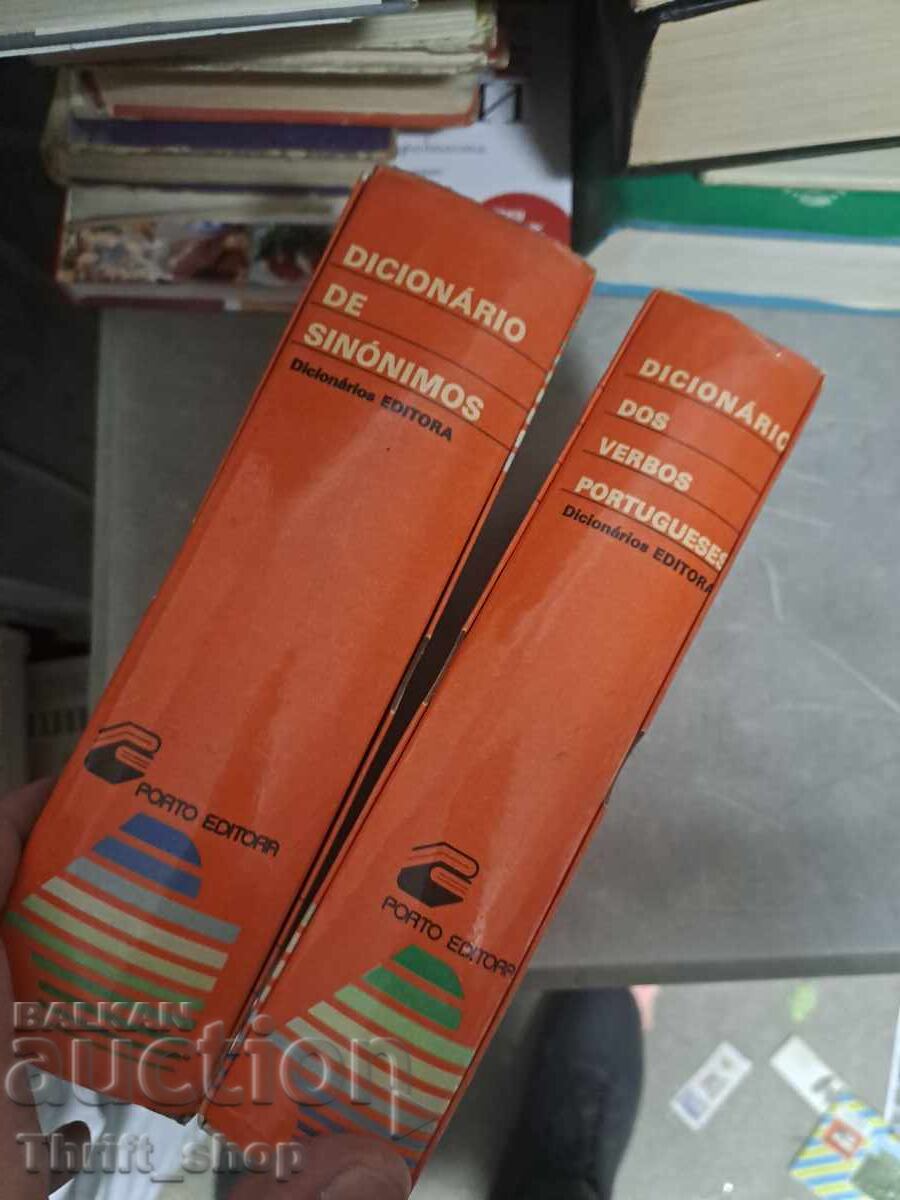 DICIONÁRIO
DE
SINÓNIMOS
Dicionários EDITORA
PORTO EDITORA
DICIONÁRIO
DOS
VERBOS
PORTUGUESES
Dicionários EDITORA
PORTO EDITORA
BALKAN
auction
Thrift_shop